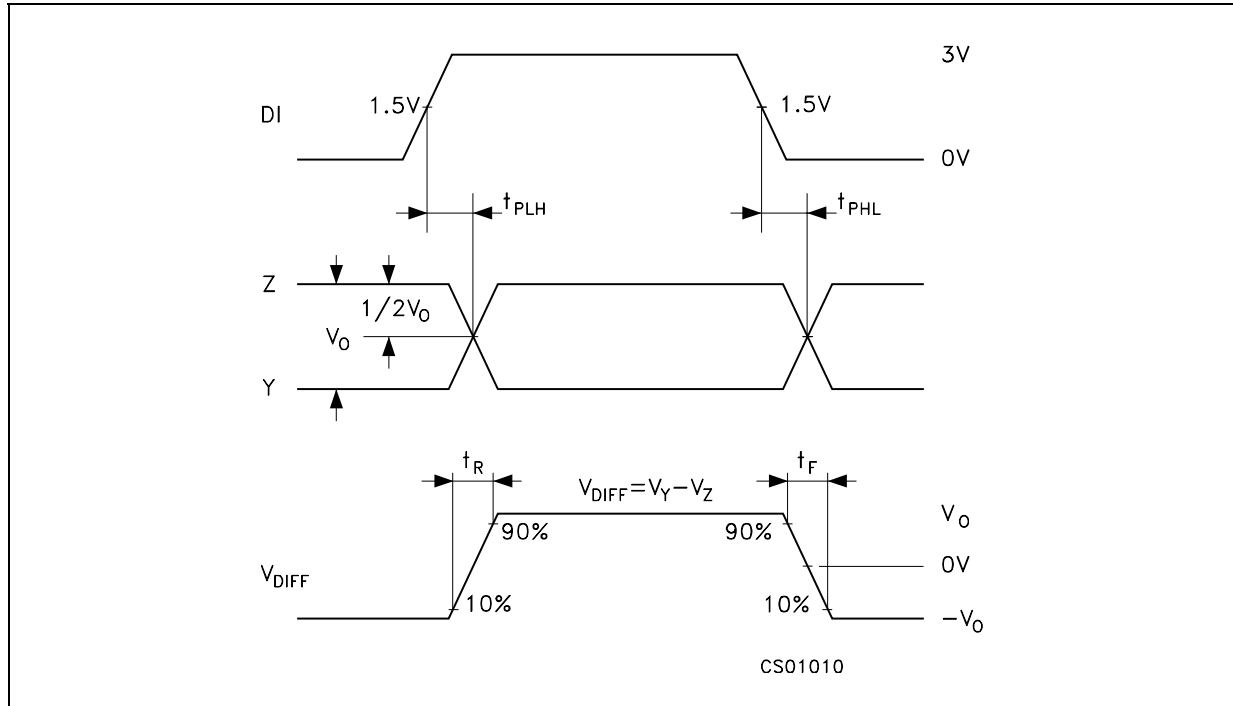 3V
1.5V
1.5V
DI
0V
tPLH
tPHL
Z
1/2VO
VO
Y
tR
tF
VDIFF=VY-VZ
VO
90%
90%
0V
VDIFF
10%
10%
-VO
CS01010